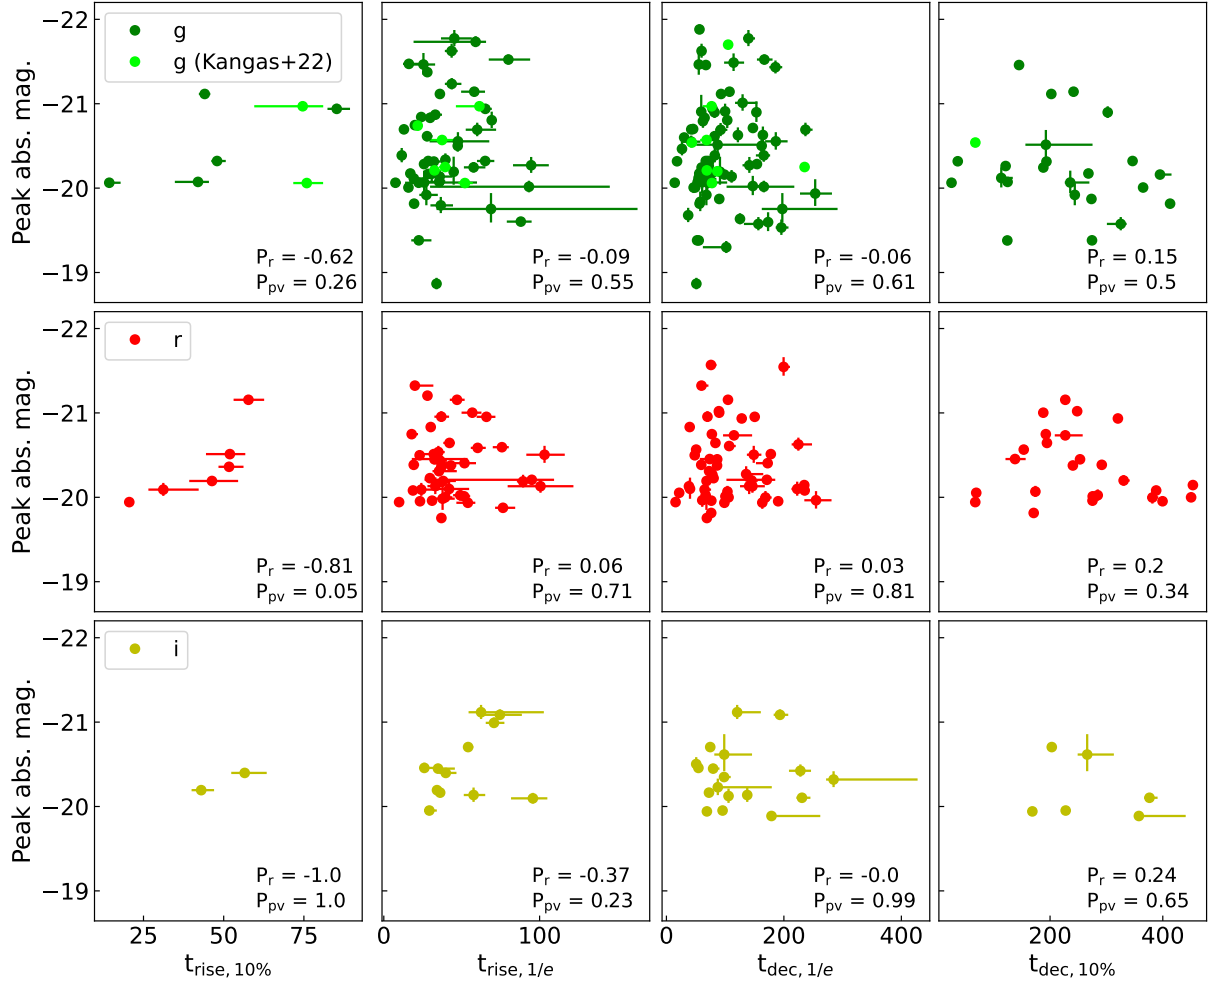 Peak abs. mag.
−22
−21
−20
−19
g
g (Kangas+22)
P_r = -0.62
P_pv = 0.26
P_r = -0.09
P_pv = 0.55
P_r = -0.06
P_pv = 0.61
P_r = 0.15
P_pv = 0.5
Peak abs. mag.
−22
−21
−20
−19
r
P_r = -0.81
P_pv = 0.05
P_r = 0.06
P_pv = 0.71
P_r = 0.03
P_pv = 0.81
P_r = 0.2
P_pv = 0.34
Peak abs. mag.
−22
−21
−20
−19
i
P_r = -1.0
P_pv = 1.0
P_r = -0.37
P_pv = 0.23
P_r = -0.0
P_pv = 0.99
P_r = 0.24
P_pv = 0.65
25 50 75
0 100
0 200 400
200 400
t_rise, 10%
t_rise, 1/e
t_dec, 1/e
t_dec, 10%